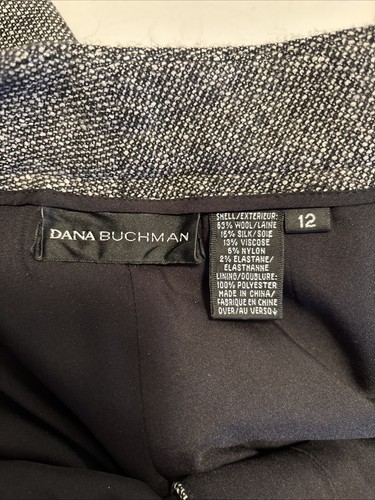 DANA BUCHMAN
SHELL/EXTERIEUR:
63% WOOL/LAINE
16% SILK/SOIE
13% VISCOSE
6% NYLON
2% ELASTANE/
ELASTHANNE
LINING/DOUBLURE:
100% POLYESTER
MADE IN CHINA/
FABRIQUE EN CHINE
OVER/AU VERSO↓
12